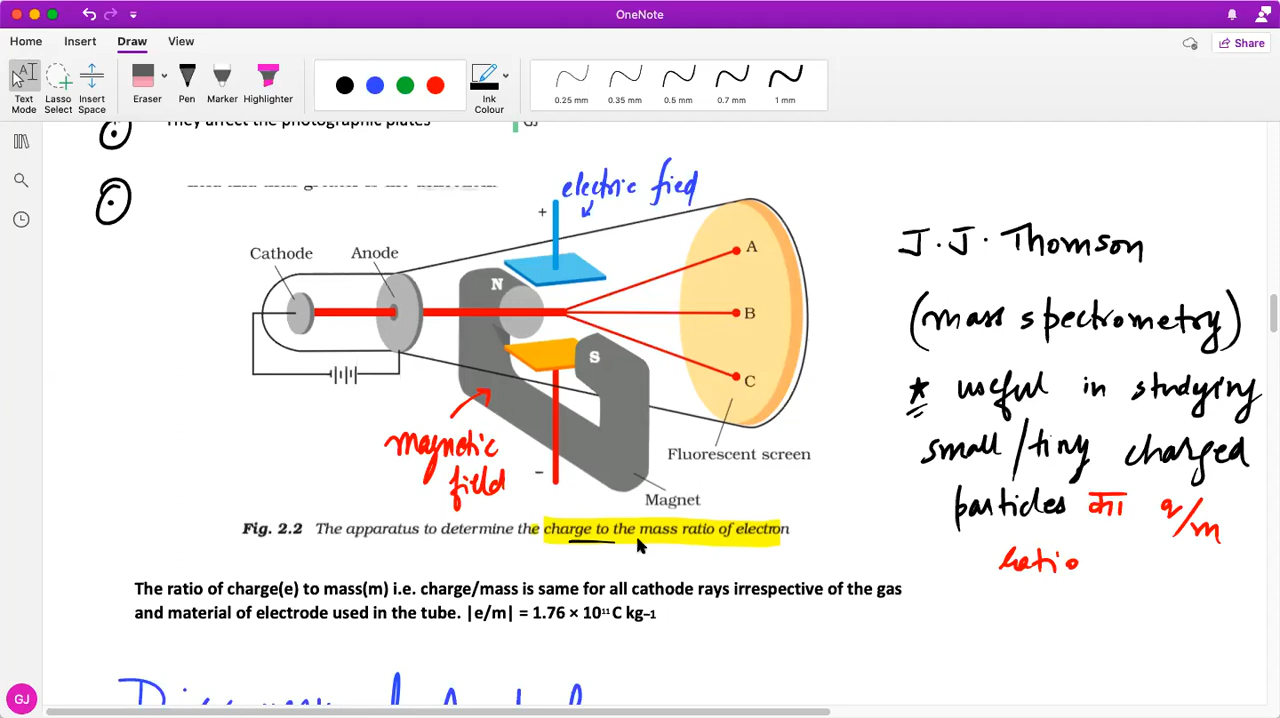 OneNote
Home Insert Draw View
Share
Text Mode
Lasso Select
Insert Space
Eraser
Pen
Marker
Highlighter
Ink Colour
0.25 mm
0.35 mm
0.5 mm
0.7 mm
1 mm
They affect the photographic plates
GJ
electric fied
+
Cathode
Anode
N
A
B
S
C
magnetic
field
Fluorescent screen
–
Magnet
Fig. 2.2 The apparatus to determine the charge to the mass ratio of electron
J.J. Thomson
(mass spectrometry)
* useful in studying
small/tiny charged
particles का q/m
ratio
The ratio of charge(e) to mass(m) i.e. charge/mass is same for all cathode rays irrespective of the gas
and material of electrode used in the tube. |e/m| = 1.76 × 10¹¹ C kg–1
GJ